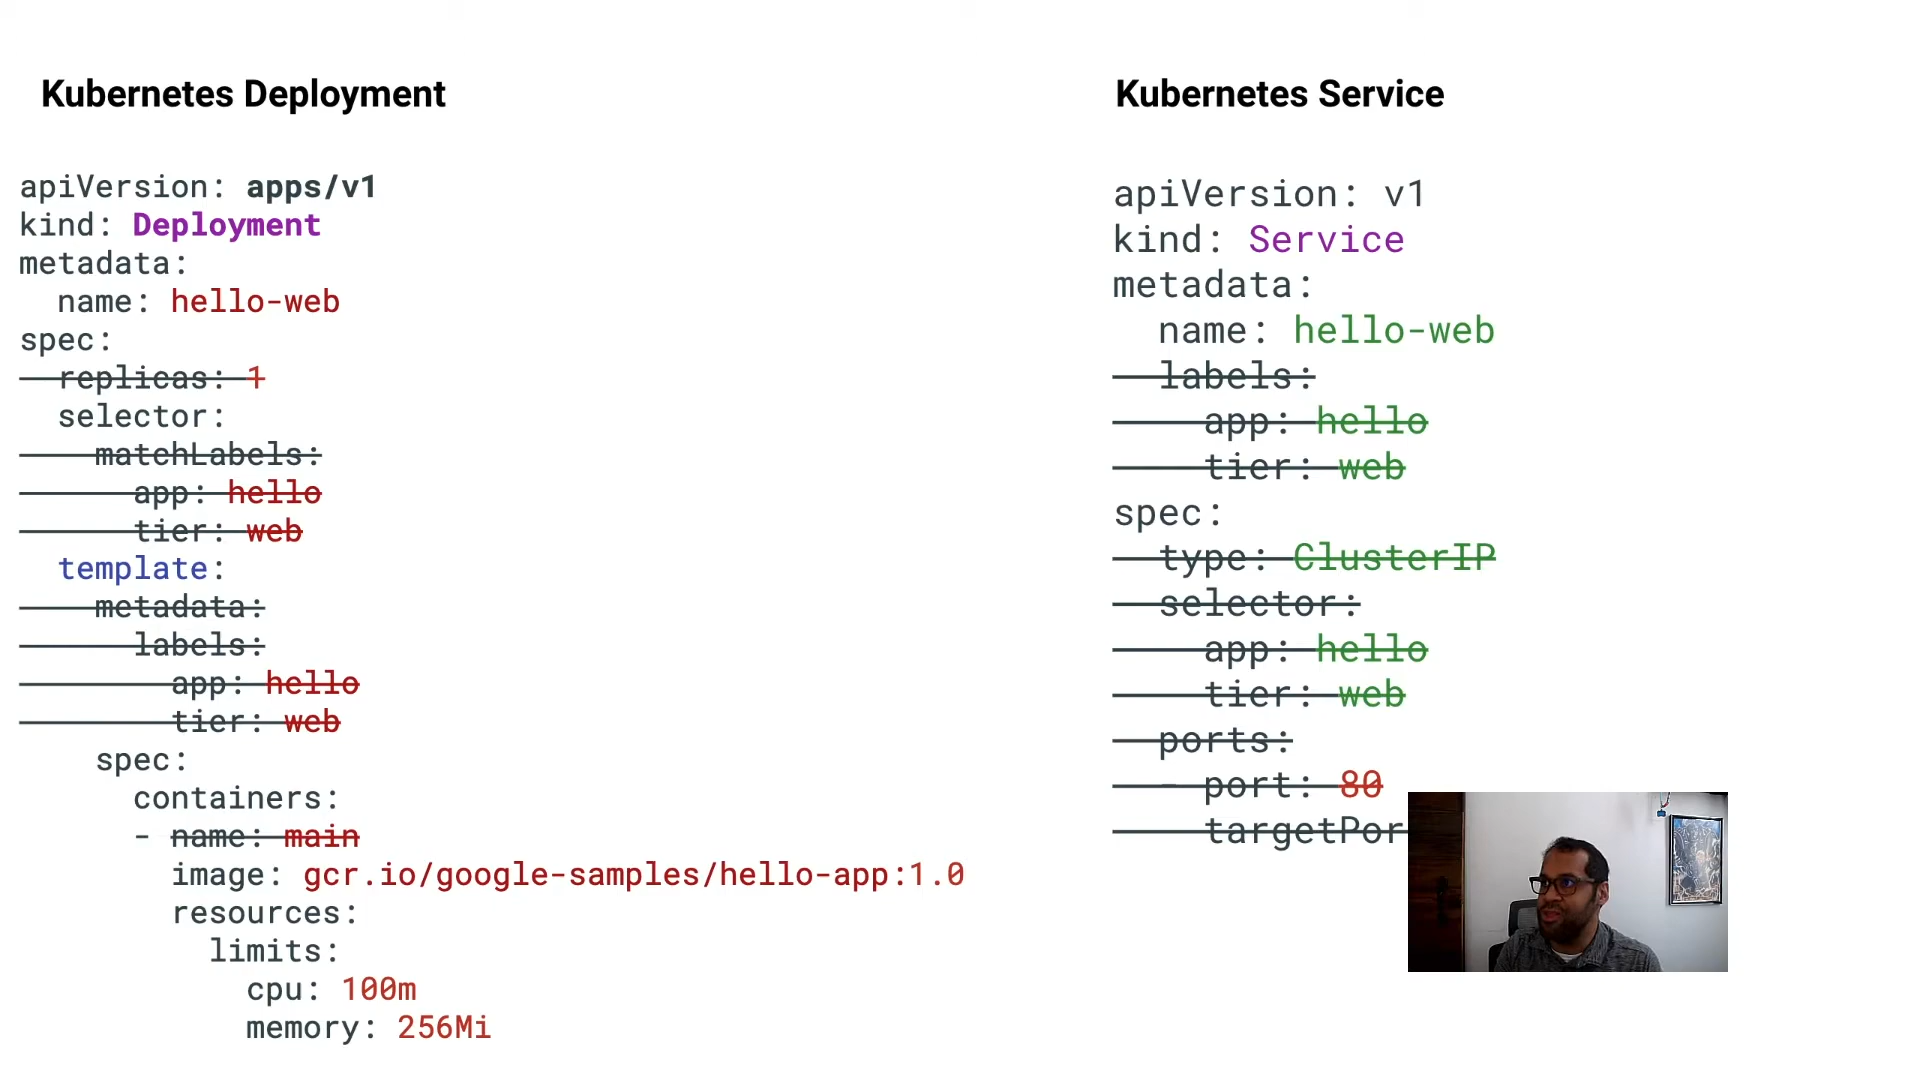 Kubernetes Deployment
apiVersion: apps/v1
kind: Deployment
metadata:
  name: hello-web
spec:
  replicas: 1
  selector:
    matchLabels:
      app: hello
      tier: web
  template:
    metadata:
      labels:
        app: hello
        tier: web
    spec:
      containers:
      - name: main
        image: gcr.io/google-samples/hello-app:1.0
        resources:
          limits:
            cpu: 100m
            memory: 256Mi
Kubernetes Service
apiVersion: v1
kind: Service
metadata:
  name: hello-web
  labels:
    app: hello
    tier: web
spec:
  type: ClusterIP
  selector:
    app: hello
    tier: web
  ports:
  - port: 80
    targetPor